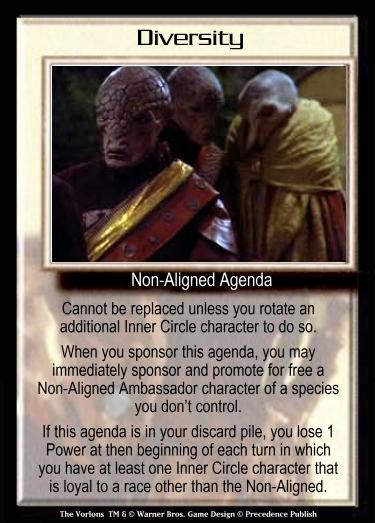 Diversity
Non-Aligned Agenda
Cannot be replaced unless you rotate an
additional Inner Circle character to do so.
When you sponsor this agenda, you may
immediately sponsor and promote for free a
Non-Aligned Ambassador character of a species
you don't control.
If this agenda is in your discard pile, you lose 1
Power at then beginning of each turn in which
you have at least one Inner Circle character that
is loyal to a race other than the Non-Aligned.
The Vorlons TM & © Warner Bros. Game Design © Precedence Publish